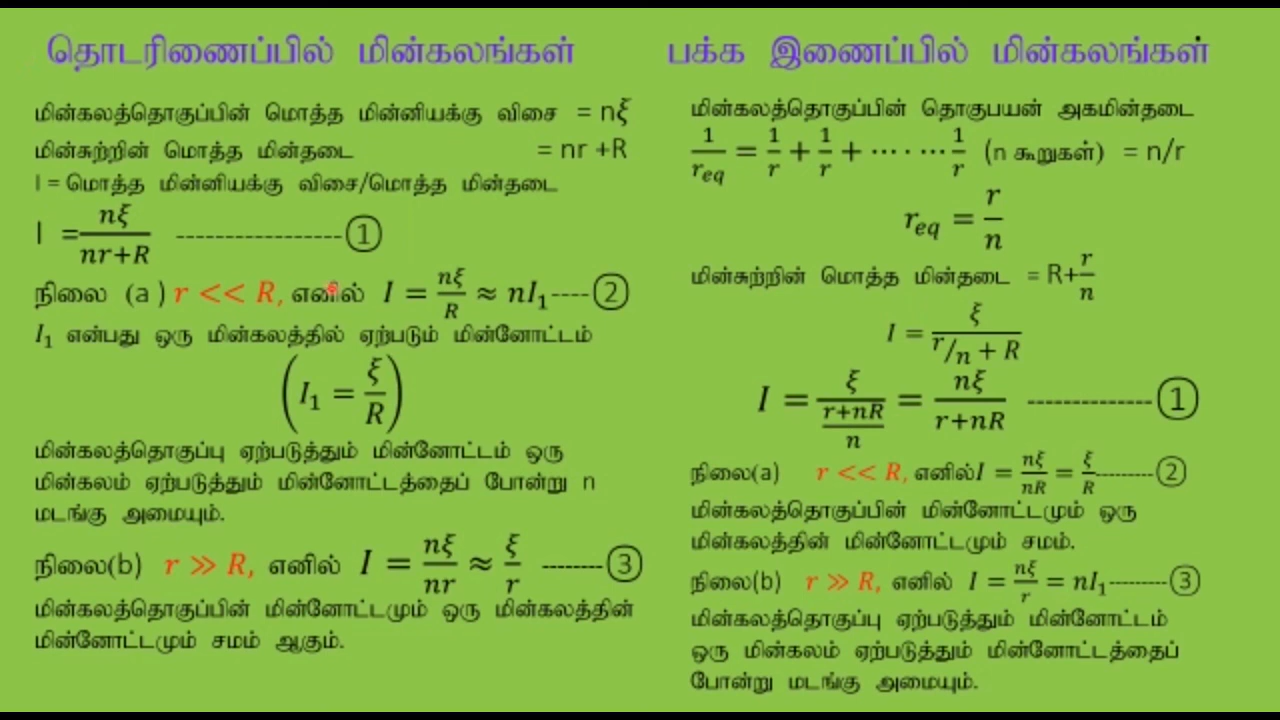 தொடரிணைப்பில் மின்கலங்கள்
மின்கலத்தொகுப்பின் மொத்த மின்னியக்கு விசை = nξ
மின்சுற்றின் மொத்த மின்தடை = nr +R
I = மொத்த மின்னியக்கு விசை/மொத்த மின்தடை
I = nξ/(nr+R) ----------------- ①
நிலை (a ) r << R, எனில் I = nξ/R ≈ nI₁---- ②
I₁ என்பது ஒரு மின்கலத்தில் ஏற்படும் மின்னோட்டம்
(I₁ = ξ/R)
மின்கலத்தொகுப்பு ஏற்படுத்தும் மின்னோட்டம் ஒரு
மின்கலம் ஏற்படுத்தும் மின்னோட்டத்தைப் போன்று n
மடங்கு அமையும்.
நிலை(b) r ≫ R, எனில் I = nξ/nr ≈ ξ/r -------- ③
மின்கலத்தொகுப்பின் மின்னோட்டமும் ஒரு மின்கலத்தின்
மின்னோட்டமும் சமம் ஆகும்.
பக்க இணைப்பில் மின்கலங்கள்
மின்கலத்தொகுப்பின் தொகுபயன் அகமின்தடை
1/r_eq = 1/r + 1/r + ⋯⋅⋯ 1/r (n கூறுகள்) = n/r
r_eq = r/n
மின்சுற்றின் மொத்த மின்தடை = R+r/n
I = ξ/(r/n + R)
I = ξ/((r+nR)/n) = nξ/(r+nR) -------------- ①
நிலை(a) r << R, எனில் I = nξ/nR = ξ/R--------- ②
மின்கலத்தொகுப்பின் மின்னோட்டமும் ஒரு
மின்கலத்தின் மின்னோட்டமும் சமம்.
நிலை(b) r ≫ R, எனில் I = nξ/r = nI₁--------- ③
மின்கலத்தொகுப்பு ஏற்படுத்தும் மின்னோட்டம்
ஒரு மின்கலம் ஏற்படுத்தும் மின்னோட்டத்தைப்
போன்று மடங்கு அமையும்.